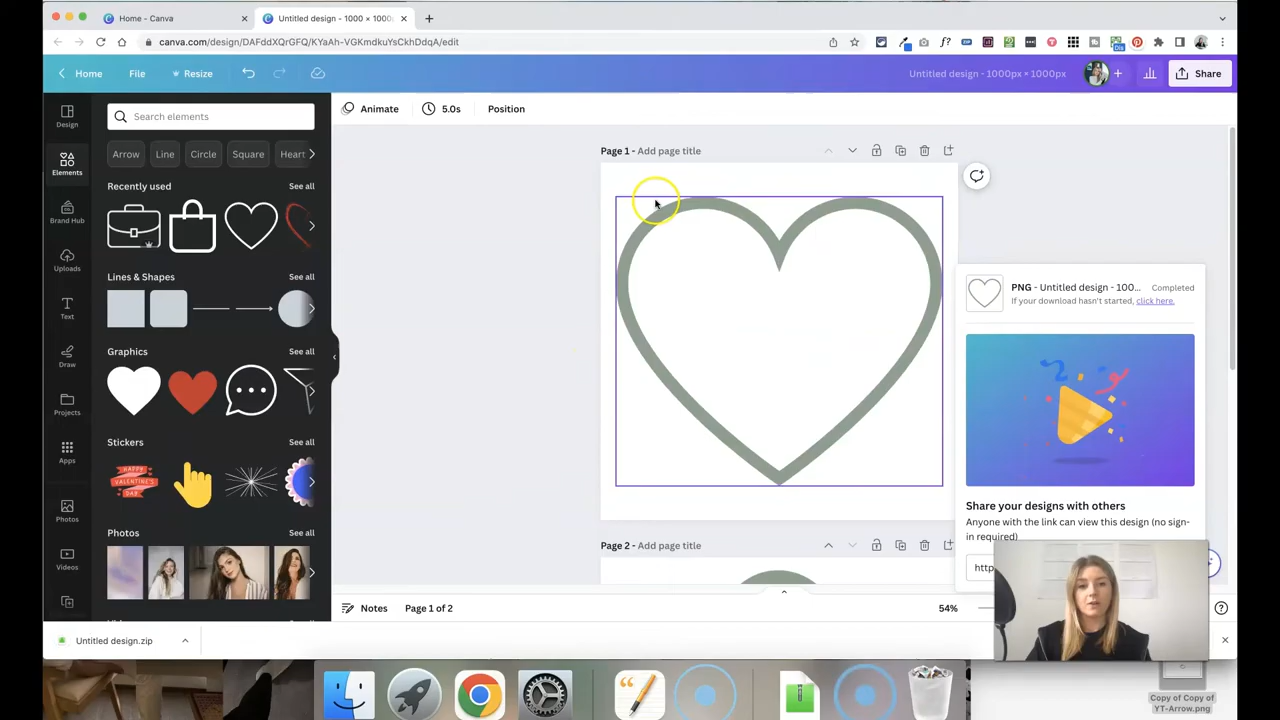 Home - Canva
Untitled design - 1000 × 1000
canva.com/design/DAFddXQrGFQ/KYaAh-VGKmdkuYsCkhDdqA/edit
Home
File
Resize
Untitled design - 1000px × 1000px
Share
Design
Elements
Brand Hub
Uploads
Text
Draw
Projects
Apps
Photos
Videos
Search elements
Arrow
Line
Circle
Square
Heart
Recently used
See all
Lines & Shapes
See all
Graphics
See all
Stickers
See all
HAPPY
VALENTINE'S
DAY
Photos
See all
Animate
5.0s
Position
Page 1 - Add page title
Page 2 - Add page title
PNG - Untitled design - 100...
Completed
If your download hasn't started, click here.
Share your designs with others
Anyone with the link can view this design (no sign-
in required)
http
Notes
Page 1 of 2
54%
Untitled design.zip
Copy of Copy of
YT-Arrow.png